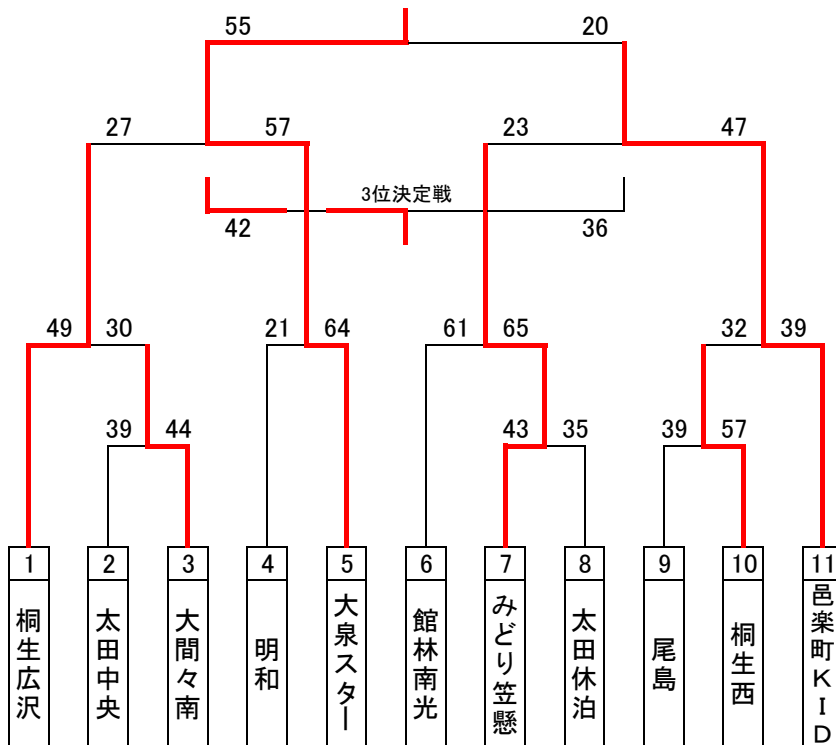 55 20
27 57 23 47
3位決定戦
42 36
49 30 21 64 61 65 32 39
39 44 43 35 39 57
1 2 3 4 5 6 7 8 9 10 11
桐生広沢
太田中央
大間々南
明和
大泉スター
館林南光
みどり笠懸
太田休泊
尾島
桐生西
邑楽町KID